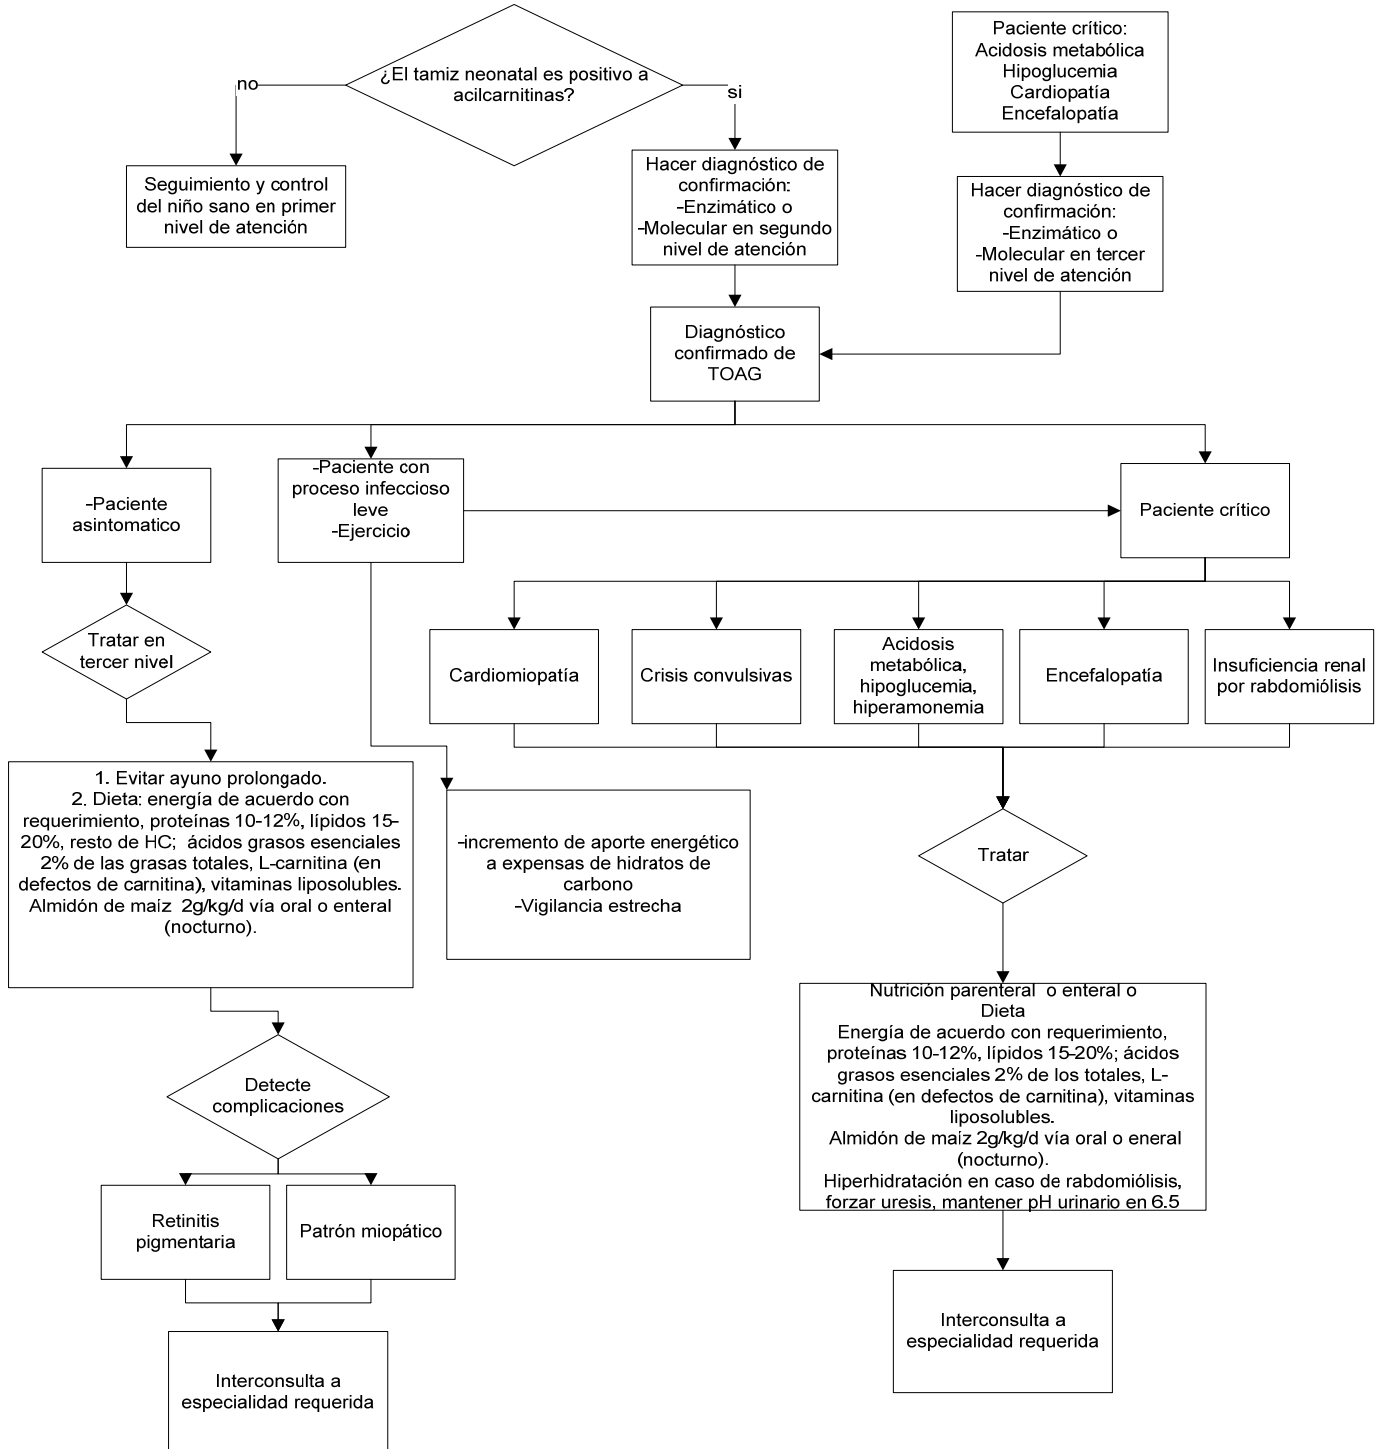 ¿El tamiz neonatal es positivo a
acilcarnitinas?
no
si
Paciente crítico:
Acidosis metabólica
Hipoglucemia
Cardiopatía
Encefalopatía
Seguimiento y control
del niño sano en primer
nivel de atención
Hacer diagnóstico de
confirmación:
-Enzimático o
-Molecular en segundo
nivel de atención
Hacer diagnóstico de
confirmación:
-Enzimático o
-Molecular en tercer
nivel de atención
Diagnóstico
confirmado de
TOAG
-Paciente
asintomatico
-Paciente con
proceso infeccioso
leve
-Ejercicio
Paciente crítico
Tratar en
tercer nivel
Cardiomiopatía
Crisis convulsivas
Acidosis
metabólica,
hipoglucemia,
hiperamonemia
Encefalopatía
Insuficiencia renal
por rabdomiólisis
1. Evitar ayuno prolongado.
2. Dieta: energía de acuerdo con
requerimiento, proteínas 10-12%, lípidos 15-
20%, resto de HC;  ácidos grasos esenciales
2% de las grasas totales, L-carnitina (en
defectos de carnitina), vitaminas liposolubles.
Almidón de maíz  2g/kg/d vía oral o enteral
(nocturno).
-incremento de aporte energético
a expensas de hidratos de
carbono
-Vigilancia estrecha
Tratar
Nutrición parenteral  o enteral o
Dieta
Energía de acuerdo con requerimiento,
proteínas 10-12%, lípidos 15-20%; ácidos
grasos esenciales 2% de los totales, L-
carnitina (en defectos de carnitina), vitaminas
liposolubles.
Almidón de maíz 2g/kg/d vía oral o eneral
(nocturno).
Hiperhidratación en caso de rabdomiólisis,
forzar uresis, mantener pH urinario en 6.5
Detecte
complicaciones
Retinitis
pigmentaria
Patrón miopático
Interconsulta a
especialidad requerida
Interconsulta a
especialidad requerida